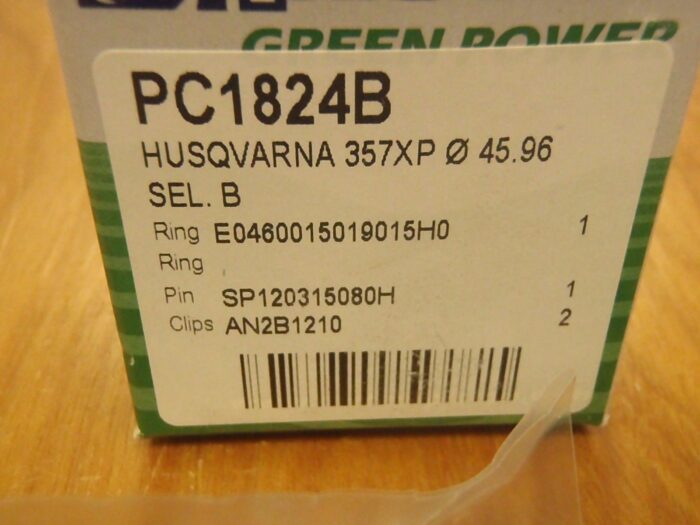 GREEN POWER
PC1824B
HUSQVARNA 357XP Ø 45.96
SEL. B
Ring E0460015019015H0 1
Ring
Pin SP120315080H 1
Clips AN2B1210 2